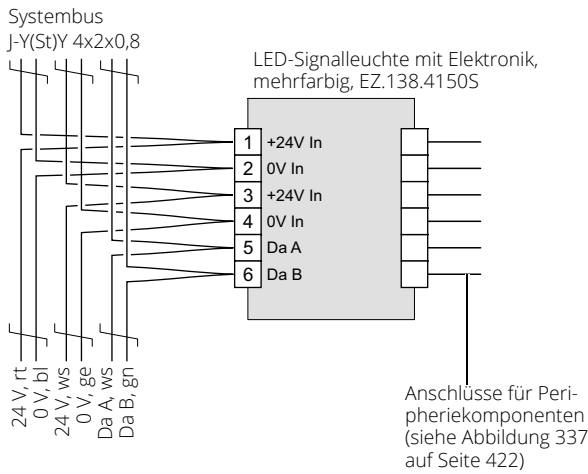 Systembus
J-Y(St)Y 4x2x0,8
LED-Signalleuchte mit Elektronik,
mehrfarbig, EZ.138.4150S
1 +24V In
2 0V In
3 +24V In
4 0V In
5 Da A
6 Da B
24 V, rt
0 V, bl
24 V, ws
0 V, ge
Da A, ws
Da B, gn
Anschlüsse für Peri-
pheriekomponenten
(siehe Abbildung 337
auf Seite 422)